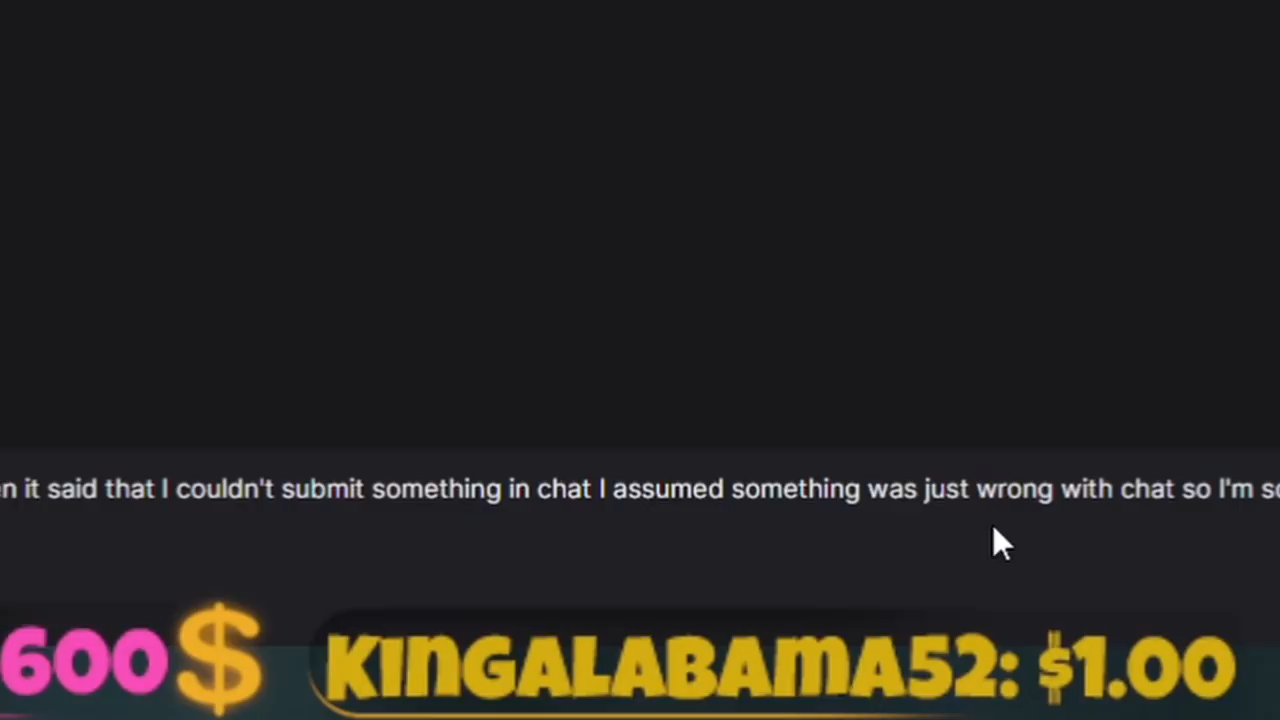 it said that I couldn't submit something in chat I assumed something was just wrong with chat so I'm
600$ KINGALABAMA52: $1.00